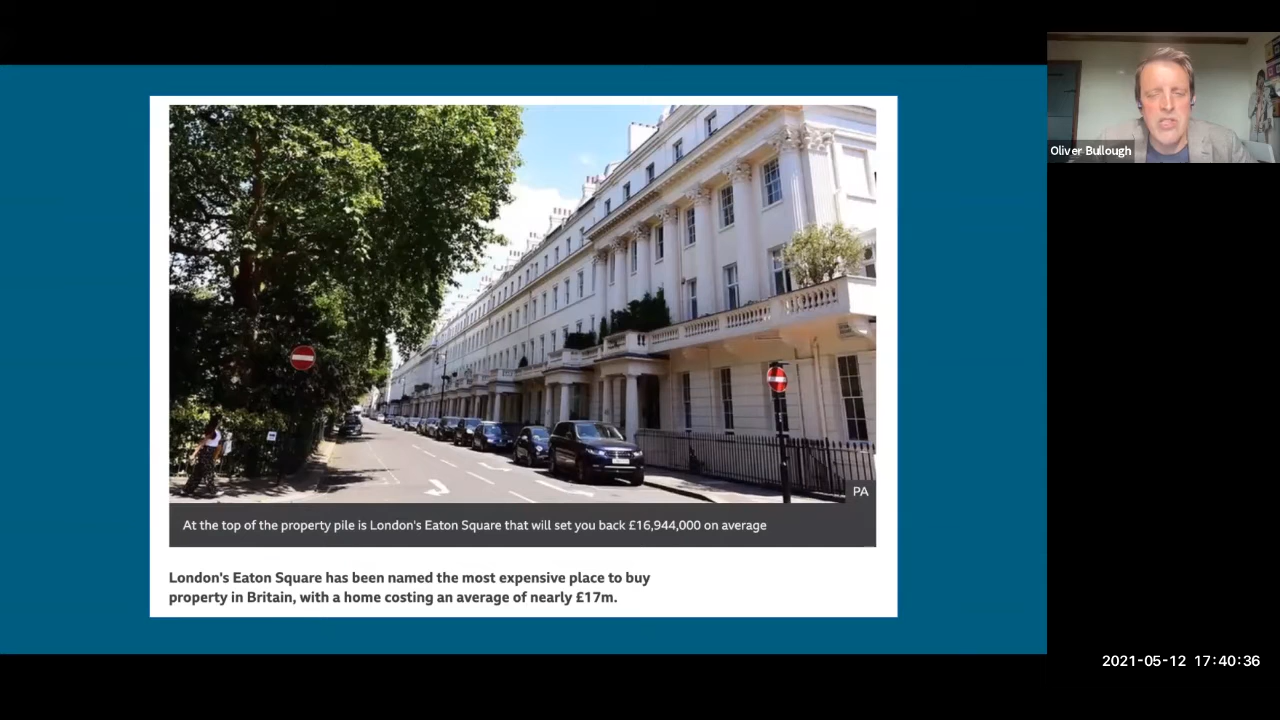 Oliver Bullough
PA
At the top of the property pile is London's Eaton Square that will set you back £16,944,000 on average
London's Eaton Square has been named the most expensive place to buy
property in Britain, with a home costing an average of nearly £17m.
2021-05-12 17:40:36